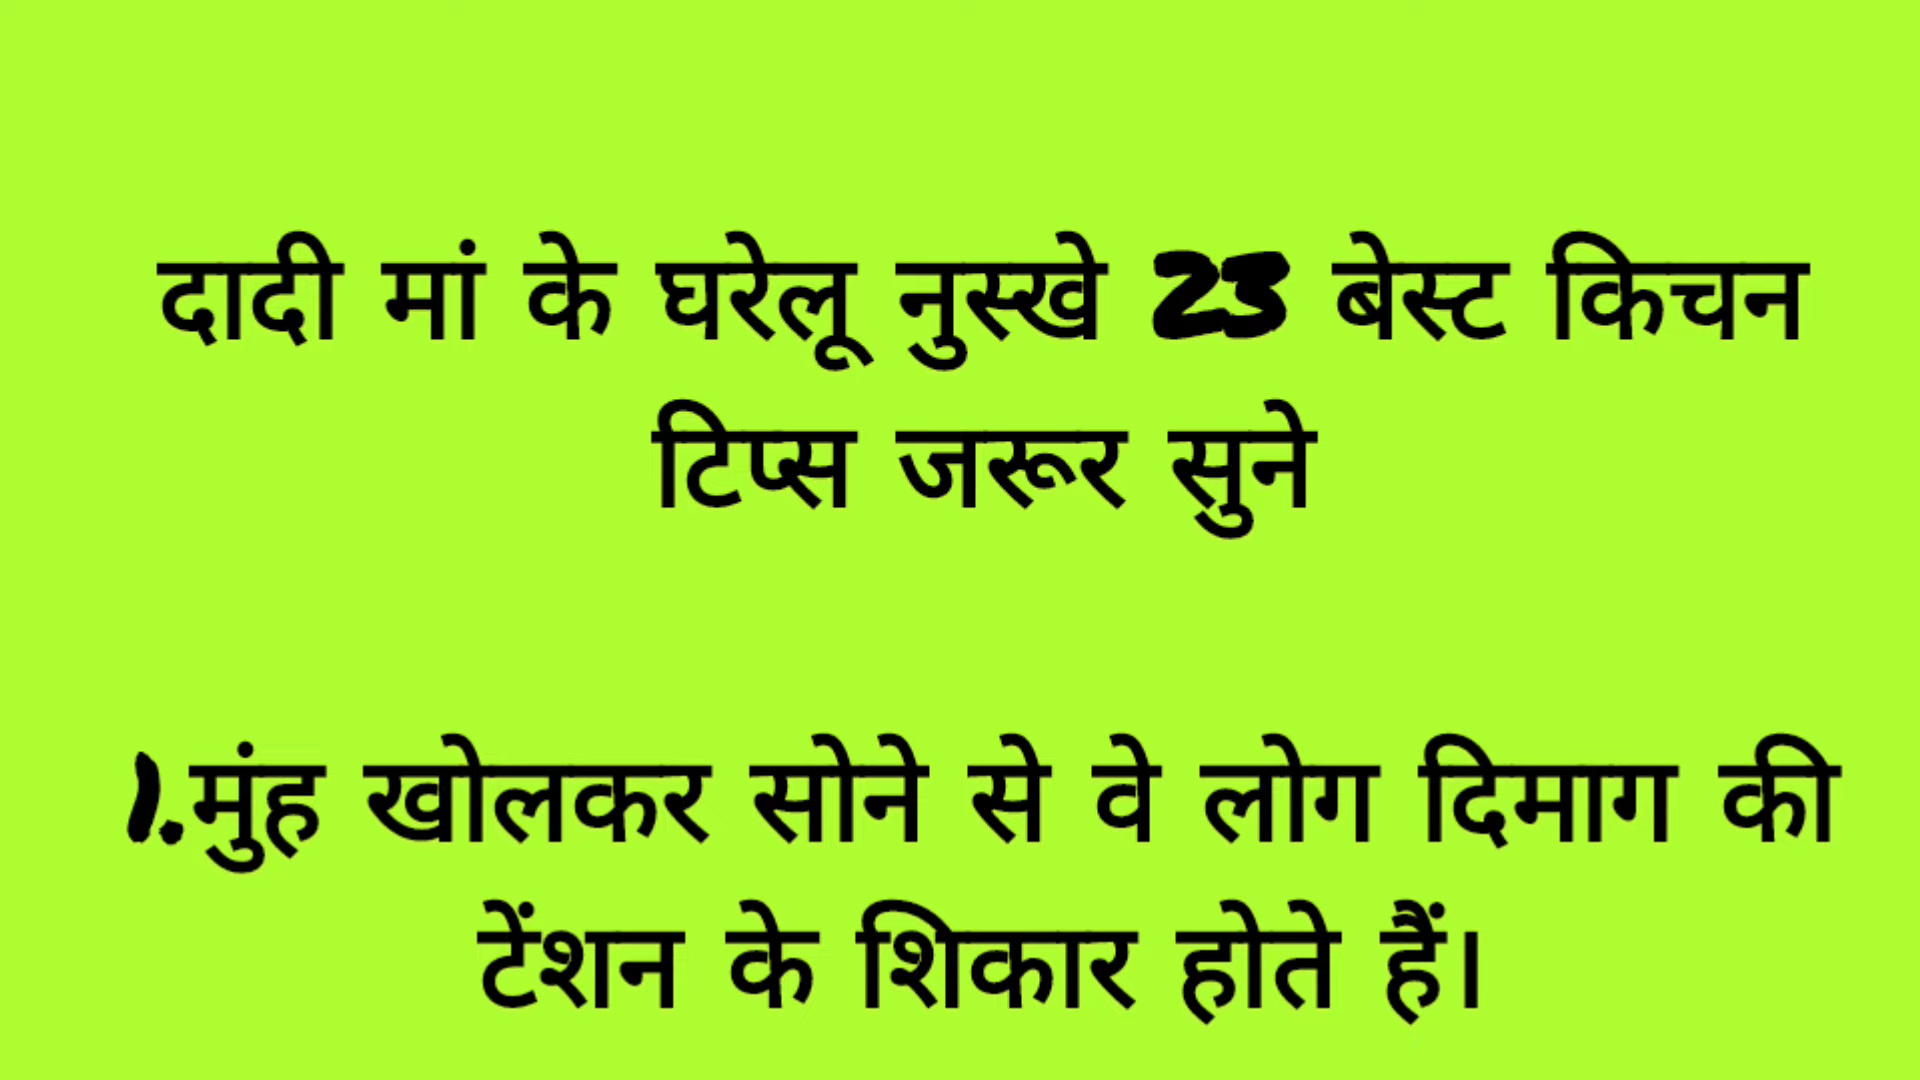 दादी मां के घरेलू नुस्खे 23 बेस्ट किचन
टिप्स जरूर सुने
1.मुंह खोलकर सोने से वे लोग दिमाग की
टेंशन के शिकार होते हैं।